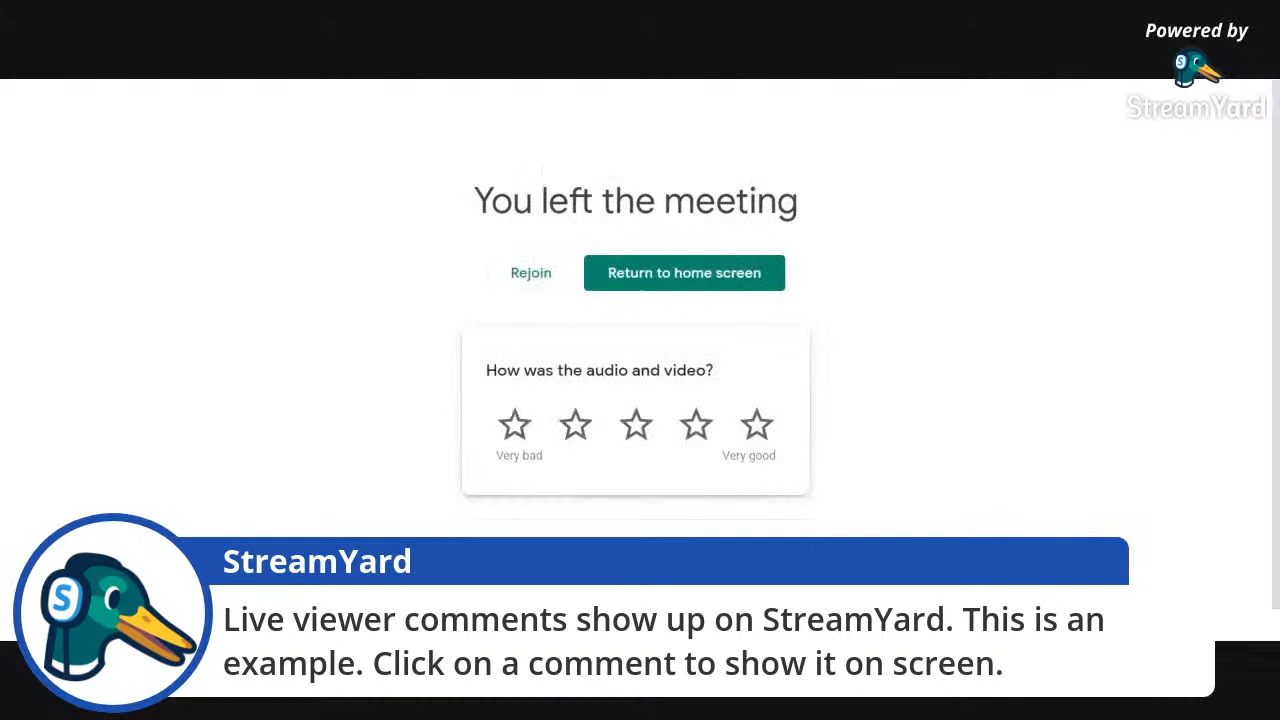 Powered by
StreamYard
You left the meeting
Rejoin
Return to home screen
How was the audio and video?
Very bad
Very good
StreamYard
Live viewer comments show up on StreamYard. This is an
example. Click on a comment to show it on screen.
S
S